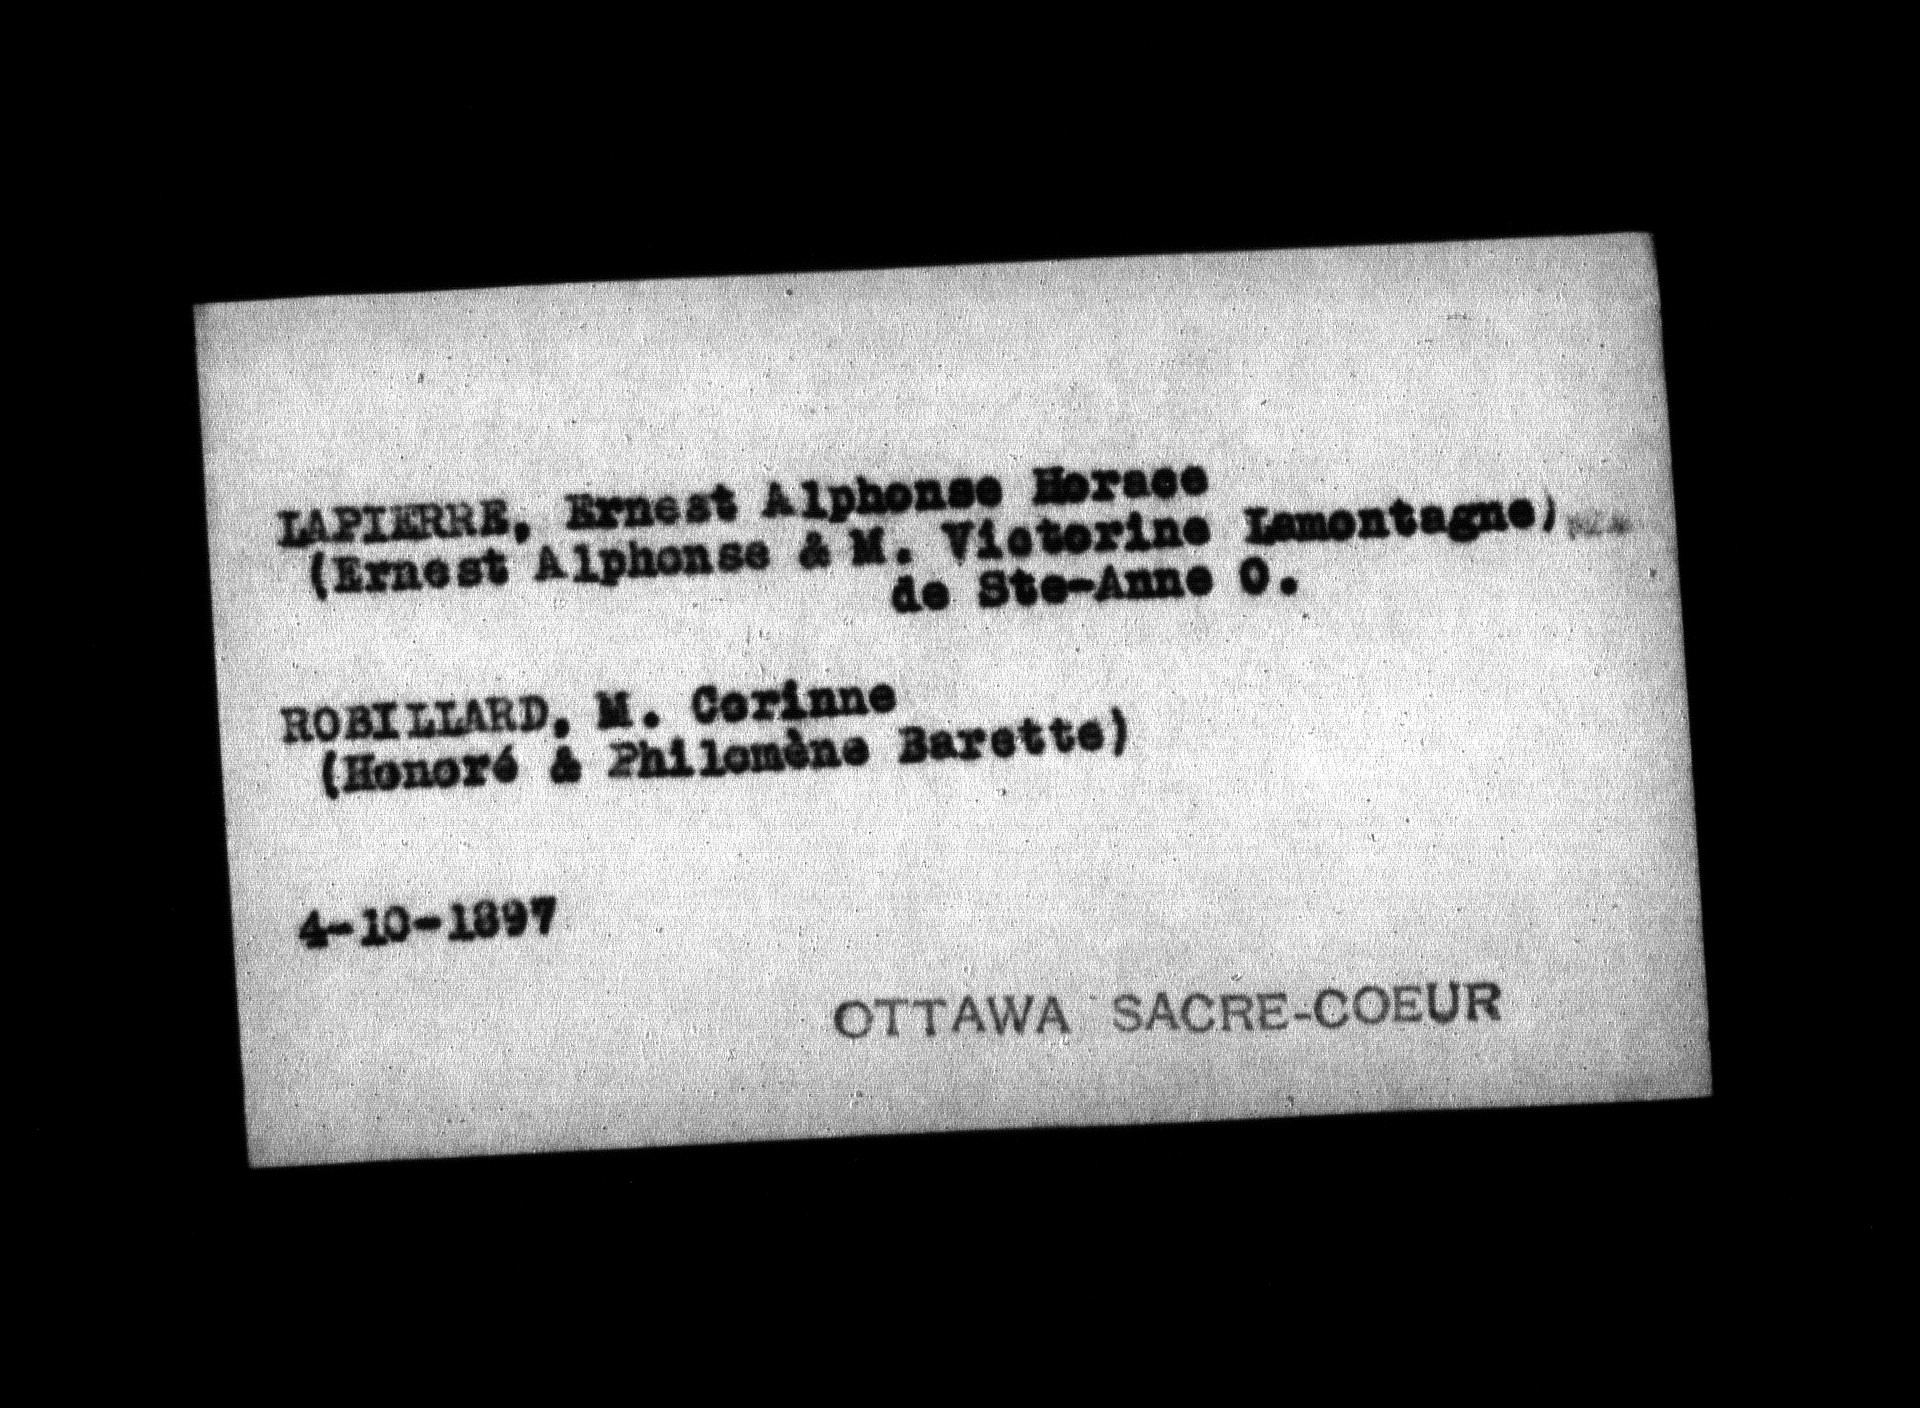 LAPIERRE, Ernest Alphonse Horace
(Ernest Alphonse & M. Victorine Lamontagne)
de Ste-Anne O.
ROBILLARD, M. Corinne
(Honoré & Philomène Barette)
4-10-1897
OTTAWA SACRE-COEUR